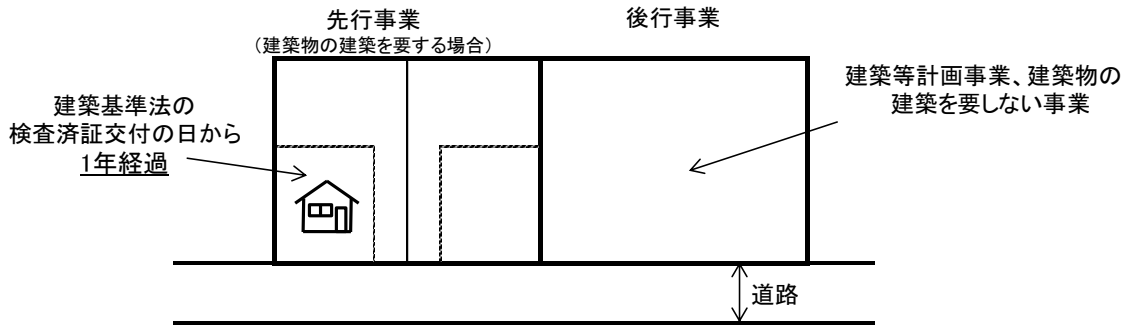 先行事業
(建築物の建築を要する場合)
後行事業
建築基準法の
検査済証交付の日から
1年経過
建築等計画事業、建築物の
建築を要しない事業
道路